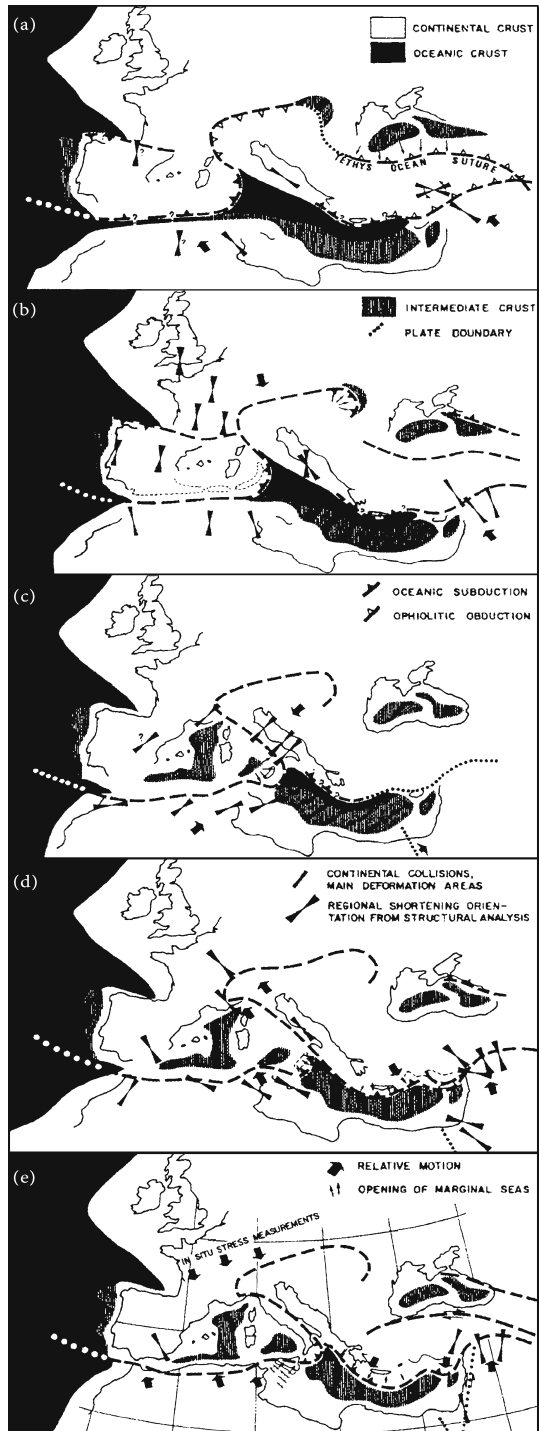 (a)
CONTINENTAL CRUST
OCEANIC CRUST
TETHYS OCEAN SUTURE
?
?
?
?
(b)
INTERMEDIATE CRUST
PLATE BOUNDARY
?
(c)
OCEANIC SUBDUCTION
OPHIOLITIC OBDUCTION
?
(d)
CONTINENTAL COLLISIONS,
MAIN DEFORMATION AREAS
REGIONAL SHORTENING ORIEN-
TATION FROM STRUCTURAL ANALYSIS
(e)
RELATIVE MOTION
OPENING OF MARGINAL SEAS
IN SITU STRESS MEASUREMENTS